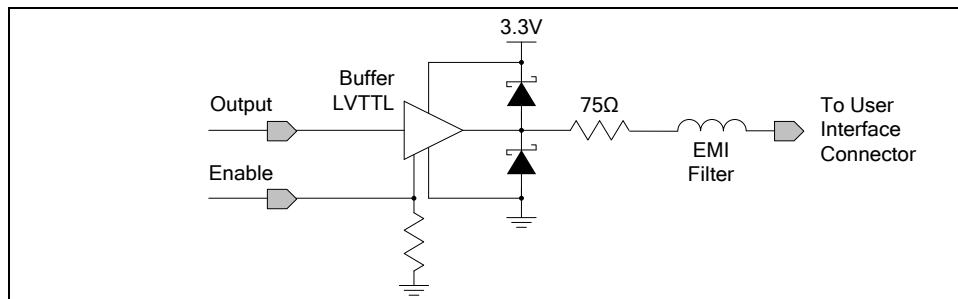 3.3V
Buffer
LVTTL
Output
75Ω
To User
Interface
Connector
EMI
Filter
Enable